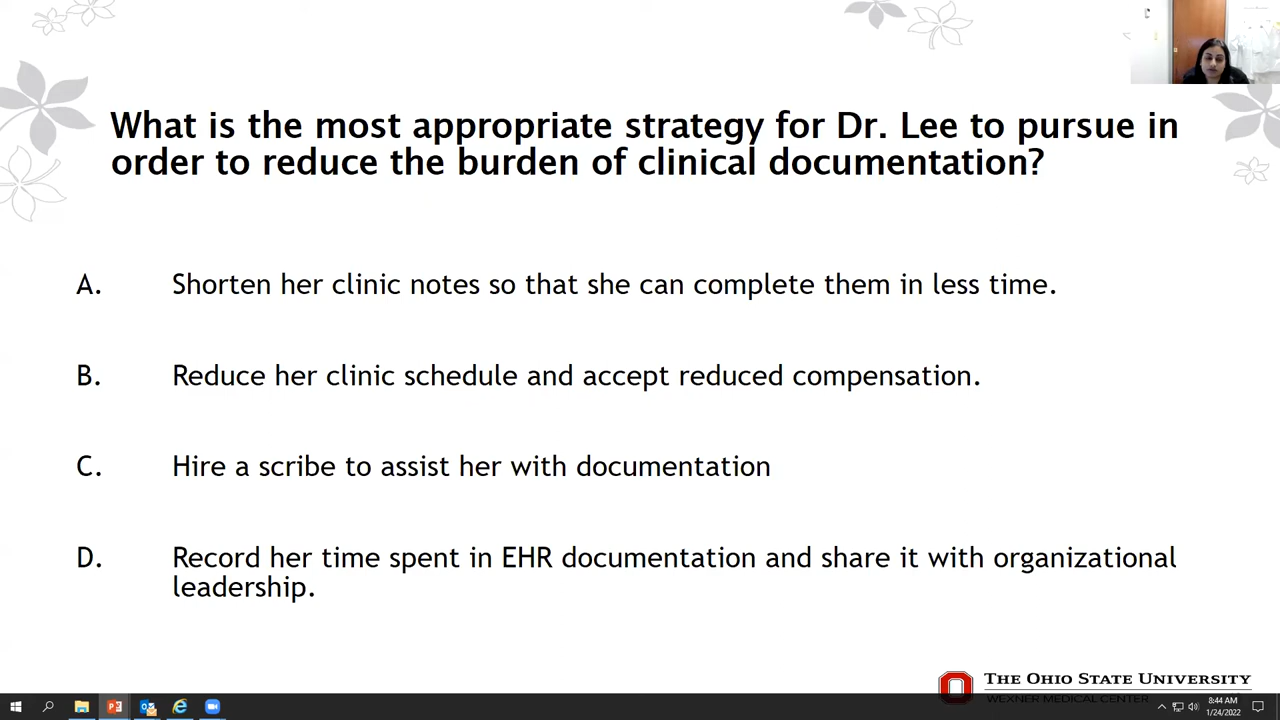 What is the most appropriate strategy for Dr. Lee to pursue in
order to reduce the burden of clinical documentation?
A. Shorten her clinic notes so that she can complete them in less time.
B. Reduce her clinic schedule and accept reduced compensation.
C. Hire a scribe to assist her with documentation
D. Record her time spent in EHR documentation and share it with organizational
leadership.
THE OHIO STATE UNIVERSITY
WEXNER MEDICAL CENTER
8:44 AM
1/24/2022